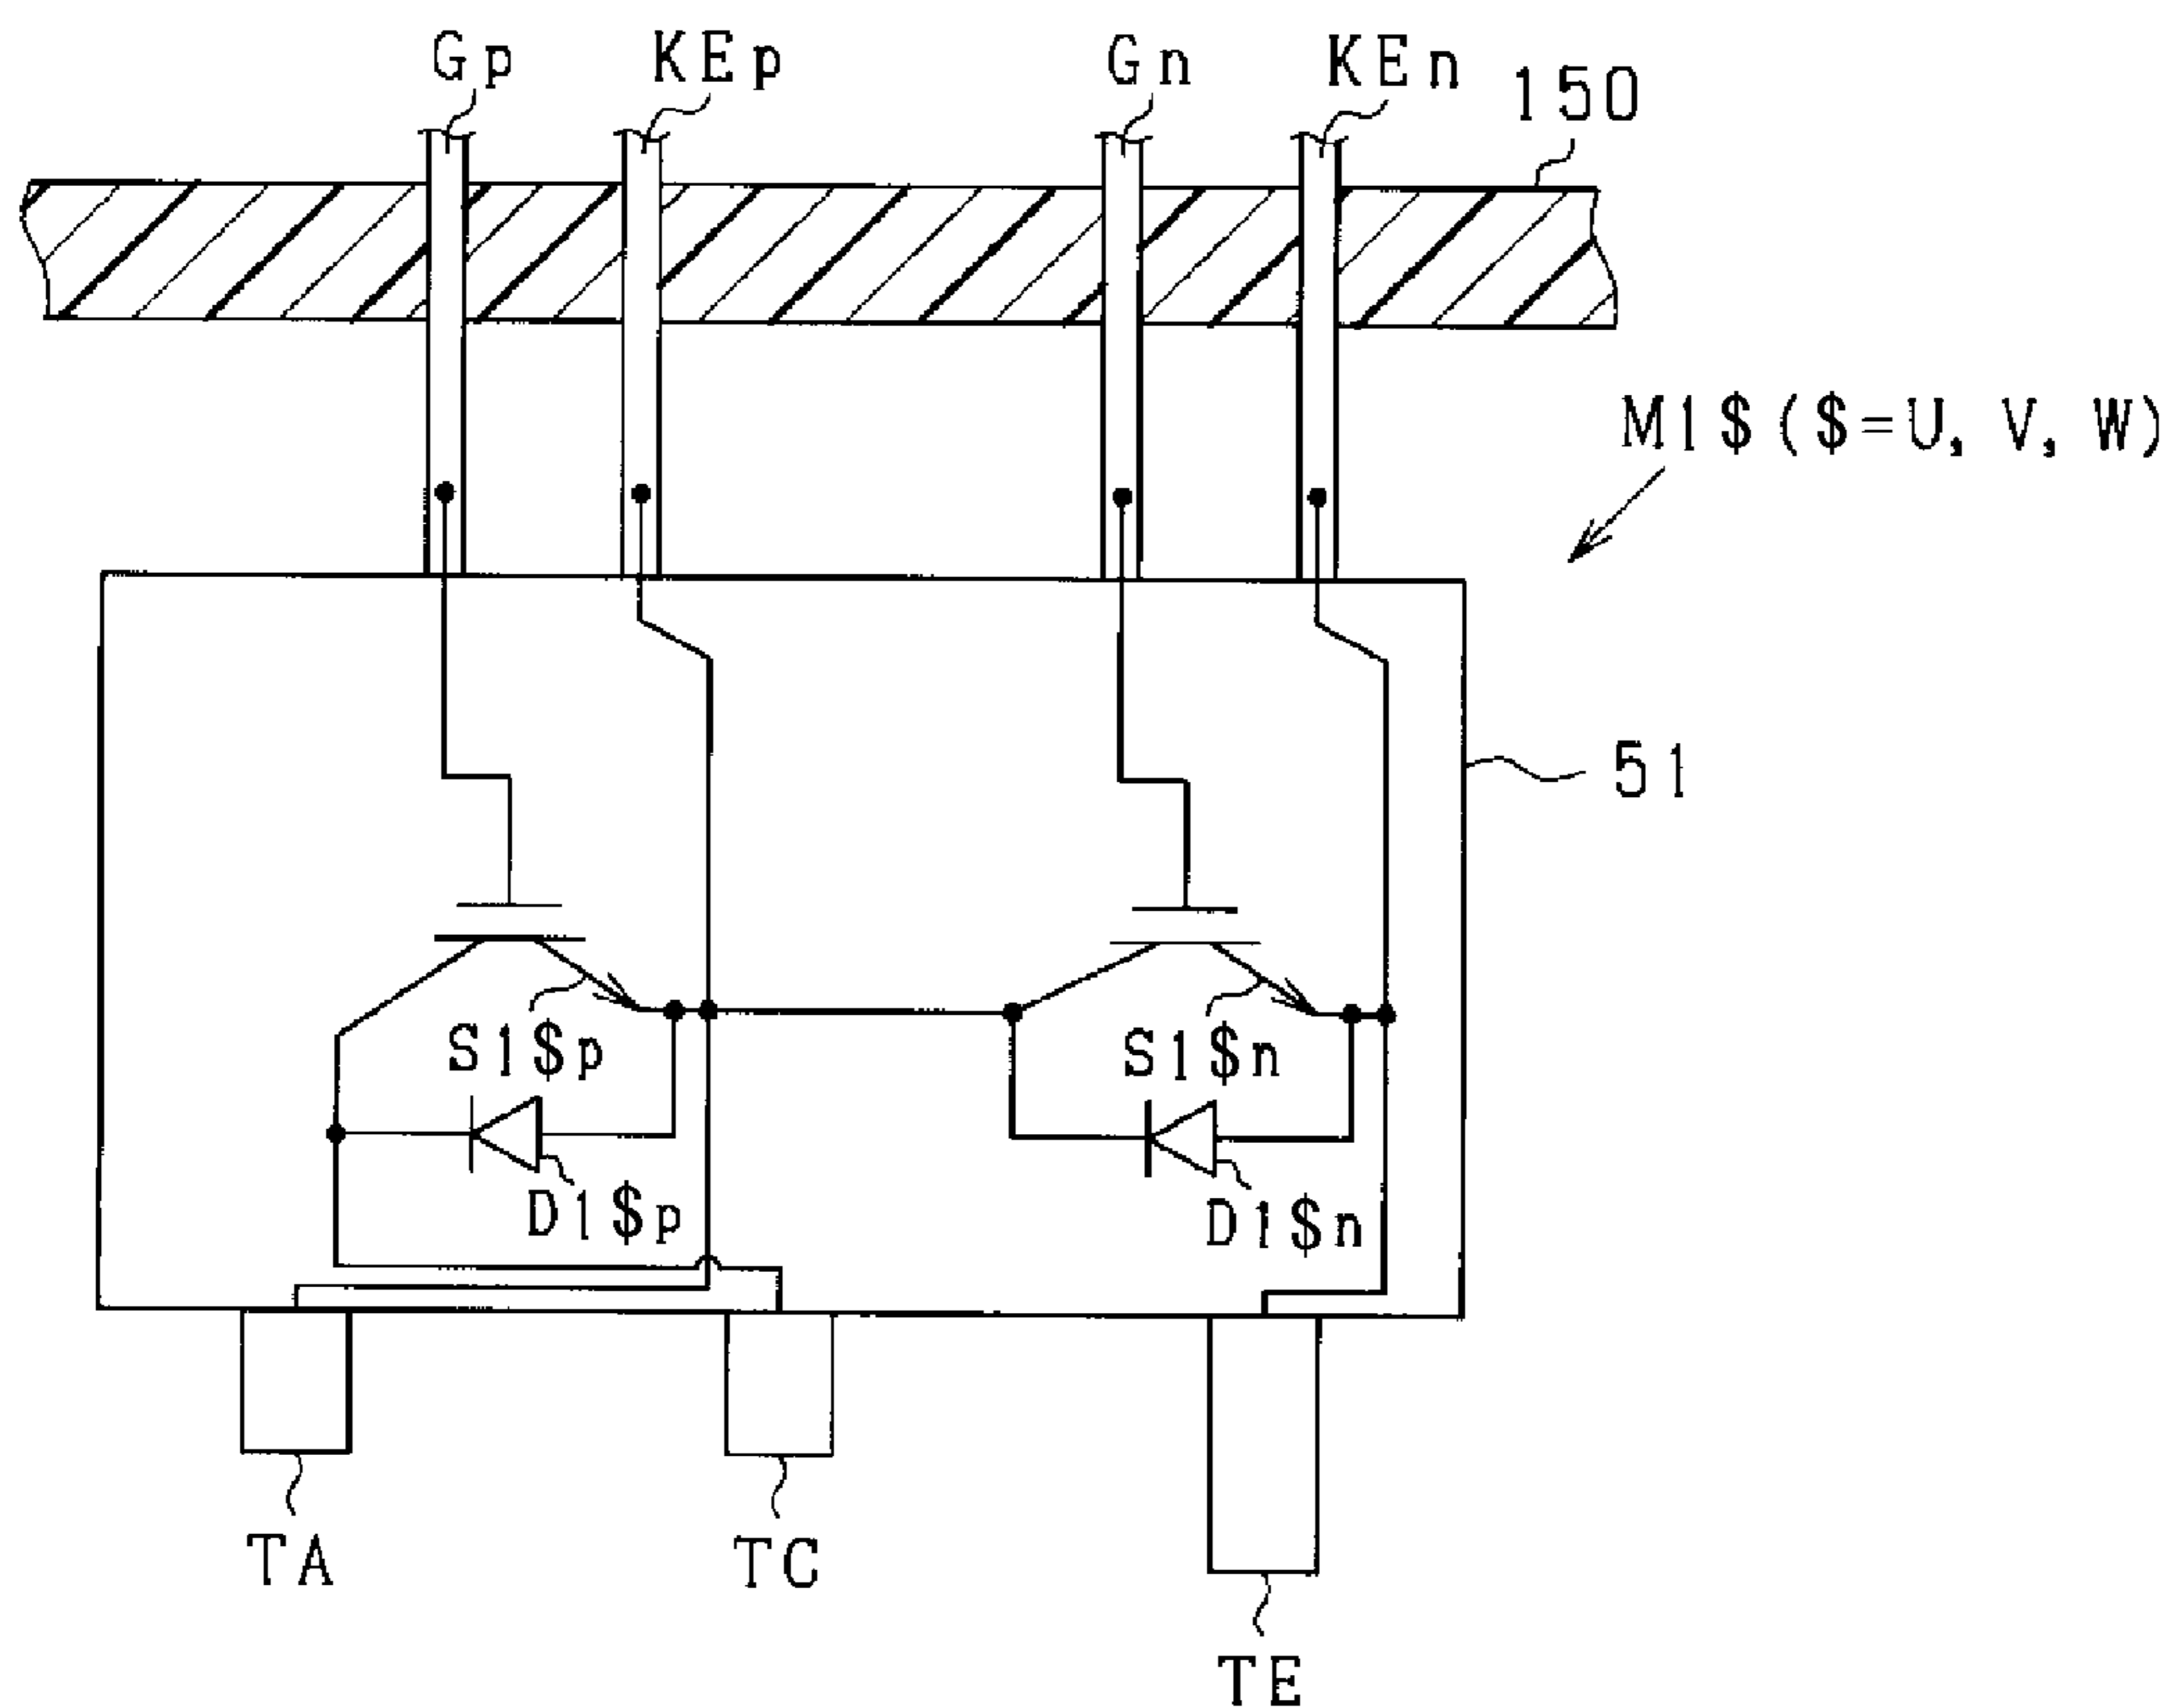 Gp KEp Gn KEn 150
M1$($=U, V, W)
51
S1$p S1$n
D1$p D1$n
TA TC
TE